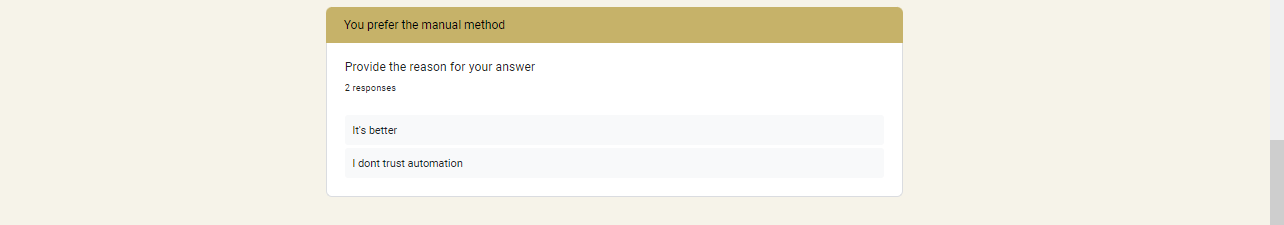 You prefer the manual method
Provide the reason for your answer
2 responses
It's better
I dont trust automation